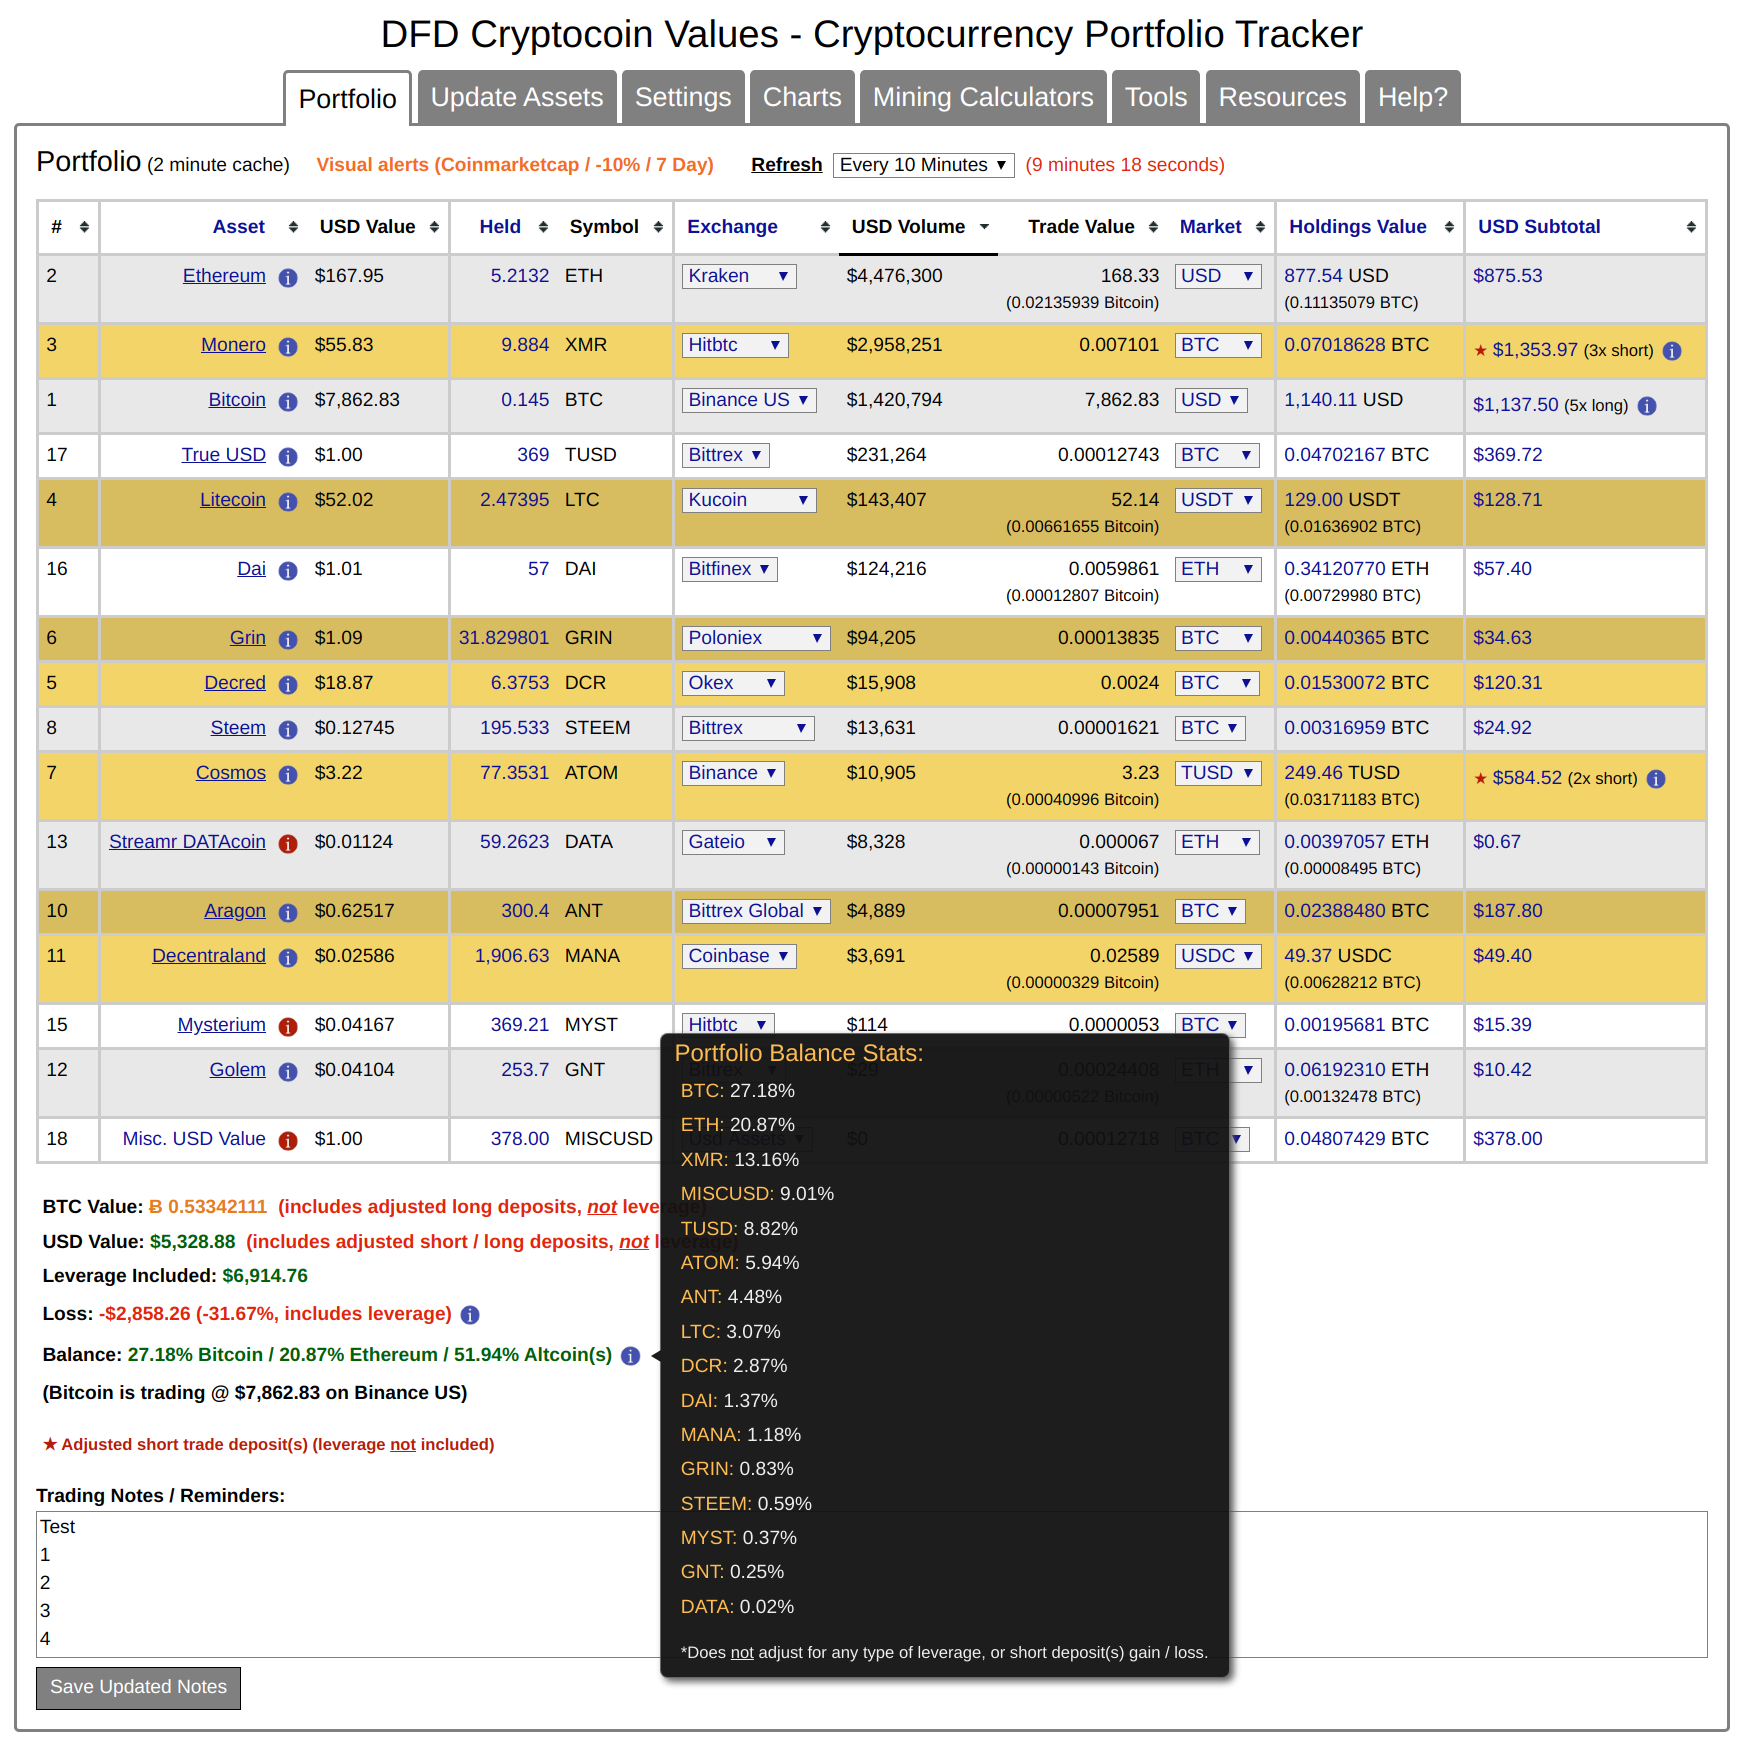 DFD Cryptocoin Values - Cryptocurrency Portfolio Tracker
Portfolio Update Assets Settings Charts Mining Calculators Tools Resources Help?
Portfolio (2 minute cache) Visual alerts (Coinmarketcap / -10% / 7 Day) Refresh Every 10 Minutes (9 minutes 18 seconds)
# Asset USD Value Held Symbol Exchange USD Volume Trade Value Market Holdings Value USD Subtotal
2 Ethereum $167.95 5.2132 ETH Kraken $4,476,300 168.33 USD 877.54 USD $875.53
(0.02135939 Bitcoin) (0.11135079 BTC)
3 Monero $55.83 9.884 XMR Hitbtc $2,958,251 0.007101 BTC 0.07018628 BTC ★ $1,353.97 (3x short)
1 Bitcoin $7,862.83 0.145 BTC Binance US $1,420,794 7,862.83 USD 1,140.11 USD $1,137.50 (5x long)
17 True USD $1.00 369 TUSD Bittrex $231,264 0.00012743 BTC 0.04702167 BTC $369.72
4 Litecoin $52.02 2.47395 LTC Kucoin $143,407 52.14 USDT 129.00 USDT $128.71
(0.00661655 Bitcoin) (0.01636902 BTC)
16 Dai $1.01 57 DAI Bitfinex $124,216 0.0059861 ETH 0.34120770 ETH $57.40
(0.00012807 Bitcoin) (0.00729980 BTC)
6 Grin $1.09 31.829801 GRIN Poloniex $94,205 0.00013835 BTC 0.00440365 BTC $34.63
5 Decred $18.87 6.3753 DCR Okex $15,908 0.0024 BTC 0.01530072 BTC $120.31
8 Steem $0.12745 195.533 STEEM Bittrex $13,631 0.00001621 BTC 0.00316959 BTC $24.92
7 Cosmos $3.22 77.3531 ATOM Binance $10,905 3.23 TUSD 249.46 TUSD ★ $584.52 (2x short)
(0.00040996 Bitcoin) (0.03171183 BTC)
13 Streamr DATAcoin $0.01124 59.2623 DATA Gateio $8,328 0.000067 ETH 0.00397057 ETH $0.67
(0.00000143 Bitcoin) (0.00008495 BTC)
10 Aragon $0.62517 300.4 ANT Bittrex Global $4,889 0.00007951 BTC 0.02388480 BTC $187.80
11 Decentraland $0.02586 1,906.63 MANA Coinbase $3,691 0.02589 USDC 49.37 USDC $49.40
(0.00000329 Bitcoin) (0.00628212 BTC)
15 Mysterium $0.04167 369.21 MYST Hitbtc $114 0.0000053 BTC 0.00195681 BTC $15.39
12 Golem $0.04104 253.7 GNT Bittrex $29 0.00024408 ETH 0.06192310 ETH $10.42
(0.00000522 Bitcoin) (0.00132478 BTC)
18 Misc. USD Value $1.00 378.00 MISCUSD Usd Assets $0 0.00012718 BTC 0.04807429 BTC $378.00
BTC Value: Ƀ 0.53342111 (includes adjusted long deposits, not leverage)
USD Value: $5,328.88 (includes adjusted short / long deposits, not leverage)
Leverage Included: $6,914.76
Loss: -$2,858.26 (-31.67%, includes leverage)
Balance: 27.18% Bitcoin / 20.87% Ethereum / 51.94% Altcoin(s)
(Bitcoin is trading @ $7,862.83 on Binance US)
★ Adjusted short trade deposit(s) (leverage not included)
Portfolio Balance Stats:
BTC: 27.18%
ETH: 20.87%
XMR: 13.16%
MISCUSD: 9.01%
TUSD: 8.82%
ATOM: 5.94%
ANT: 4.48%
LTC: 3.07%
DCR: 2.87%
DAI: 1.37%
MANA: 1.18%
GRIN: 0.83%
STEEM: 0.59%
MYST: 0.37%
GNT: 0.25%
DATA: 0.02%
*Does not adjust for any type of leverage, or short deposit(s) gain / loss.
Trading Notes / Reminders:
Test
1
2
3
4
Save Updated Notes